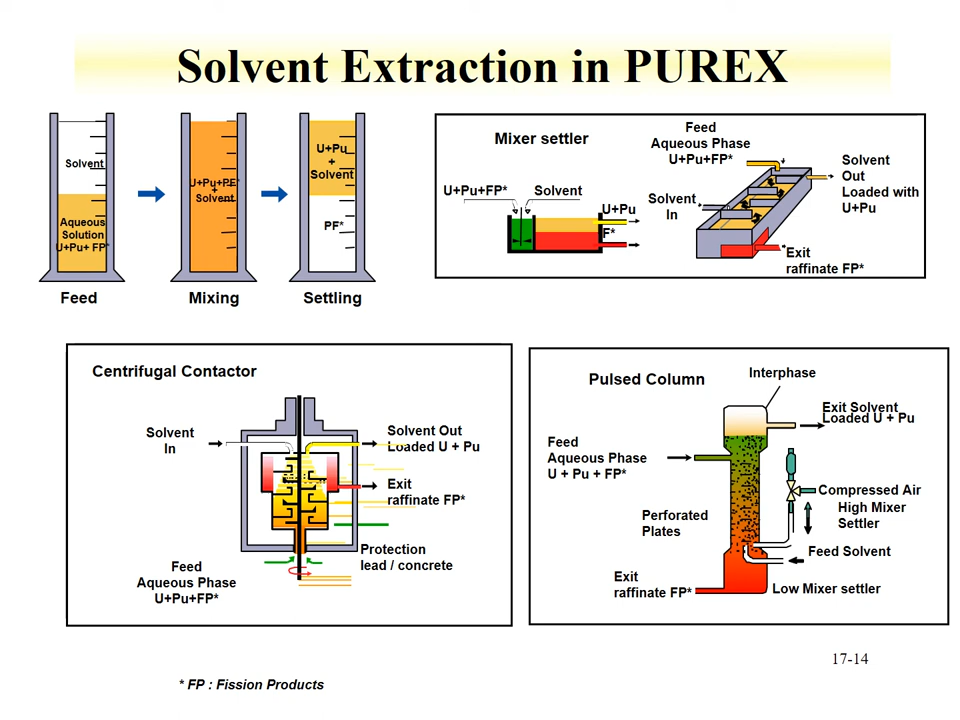 Solvent Extraction in PUREX
Solvent
Aqueous
Solution
U+Pu+ FP*
Feed
U+Pu+PF*
+
Solvent
Mixing
U+Pu
+
Solvent
PF*
Settling
Mixer settler
U+Pu+FP*
Solvent
U+Pu
F*
Feed
Aqueous Phase
U+Pu+FP*
Solvent
In
Solvent
Out
Loaded with
U+Pu
*Exit
raffinate FP*
Centrifugal Contactor
Solvent
In
Solvent Out
Loaded U + Pu
Exit
raffinate FP*
Protection
lead / concrete
Feed
Aqueous Phase
U+Pu+FP*
Pulsed Column
Interphase
Exit Solvent
Loaded U + Pu
Feed
Aqueous Phase
U + Pu + FP*
Compressed Air
High Mixer
Settler
Perforated
Plates
Feed Solvent
Exit
raffinate FP*
Low Mixer settler
17-14
* FP : Fission Products